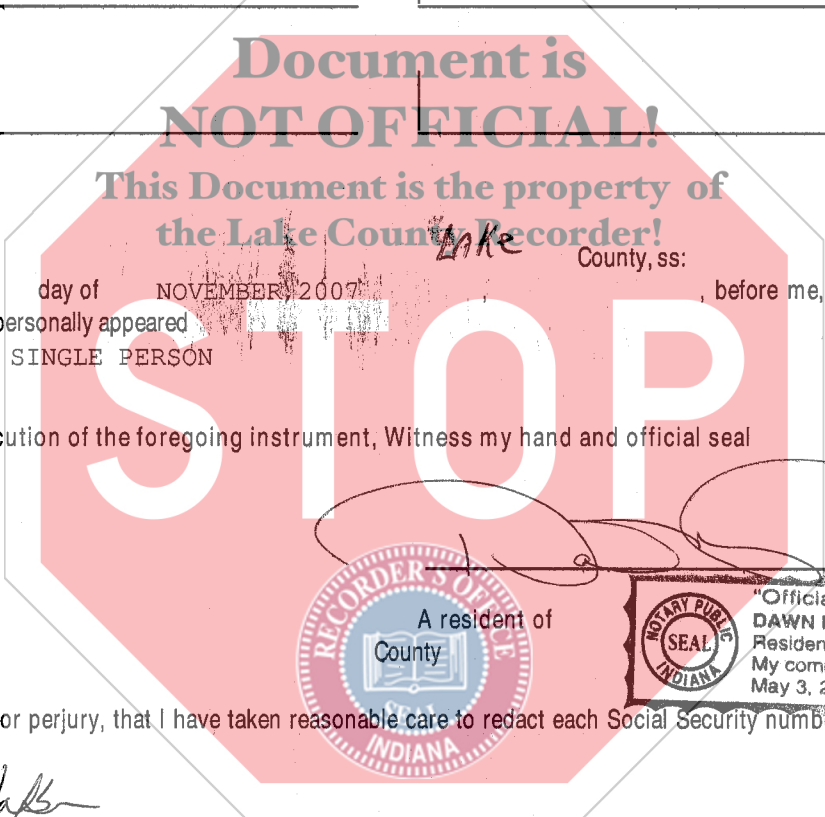 Document is
NOT OFFICIAL!
This Document is the property of
the Lake County Recorder!
Lake County, ss:
day of NOVEMBER, 2007 , , before me,
personally appeared
SINGLE PERSON
STOP
cution of the foregoing instrument, Witness my hand and official seal
RECORDER'S OFFICE
SEAL
INDIANA
A resident of
County
NOTARY PUBLIC
SEAL
INDIANA
"Officia
DAWN
Residen
My com
May 3, 2
or perjury, that I have taken reasonable care to redact each Social Security numb